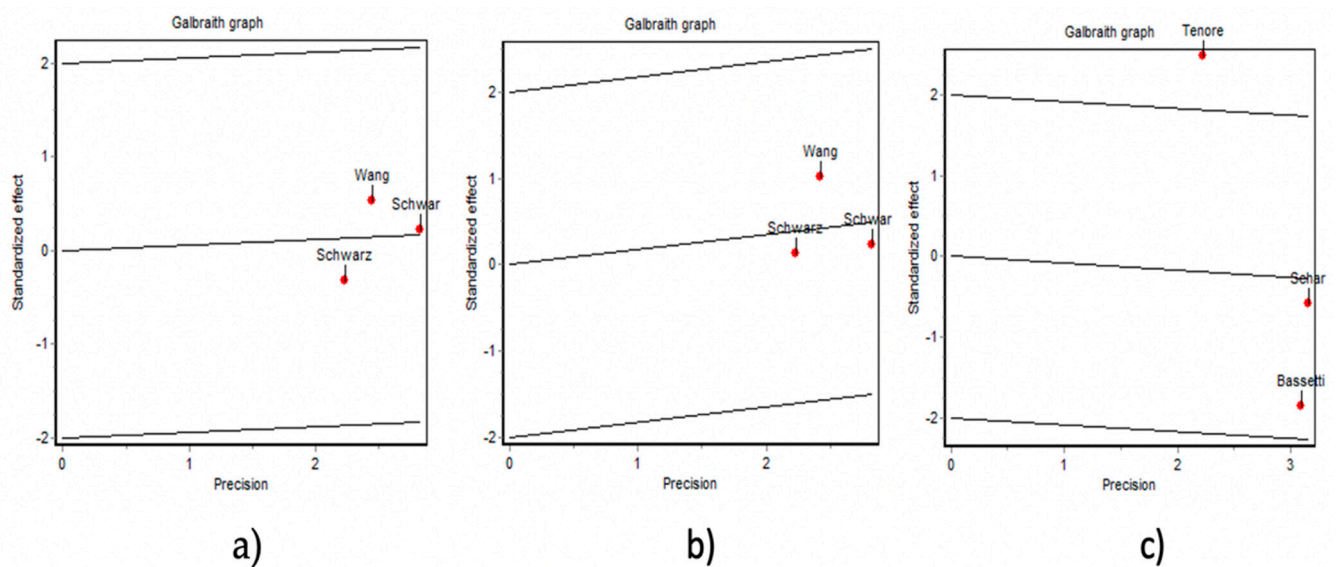 Galbraith graph
2
1
0
-1
-2
Standardized effect
Wang
Schwar
Schwarz
0
1
2
Precision
a)
Galbraith graph
2
1
0
-1
-2
Standardized effect
Wang
Schwarz
Schwar
0
1
2
Precision
b)
Galbraith graph
Tenore
2
1
0
-1
-2
Standardized effect
Schar
Bassetti
0
1
2
3
Precision
c)